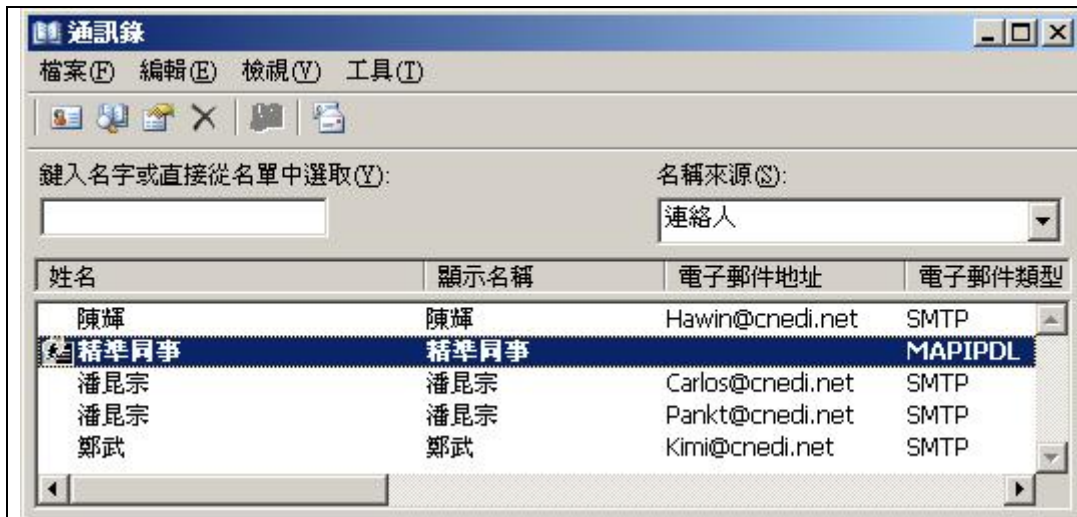 通訊錄
檔案(F) 編輯(E) 檢視(V) 工具(T)
鍵入名字或直接從名單中選取(Y): 名稱來源(S):
連絡人
姓名 顯示名稱 電子郵件地址 電子郵件類型
陳輝 陳輝 Hawin@cnedi.net SMTP
精準同事 精準同事 MAPIPDL
潘昆宗 潘昆宗 Carlos@cnedi.net SMTP
潘昆宗 潘昆宗 Pankt@cnedi.net SMTP
鄭武 鄭武 Kimi@cnedi.net SMTP